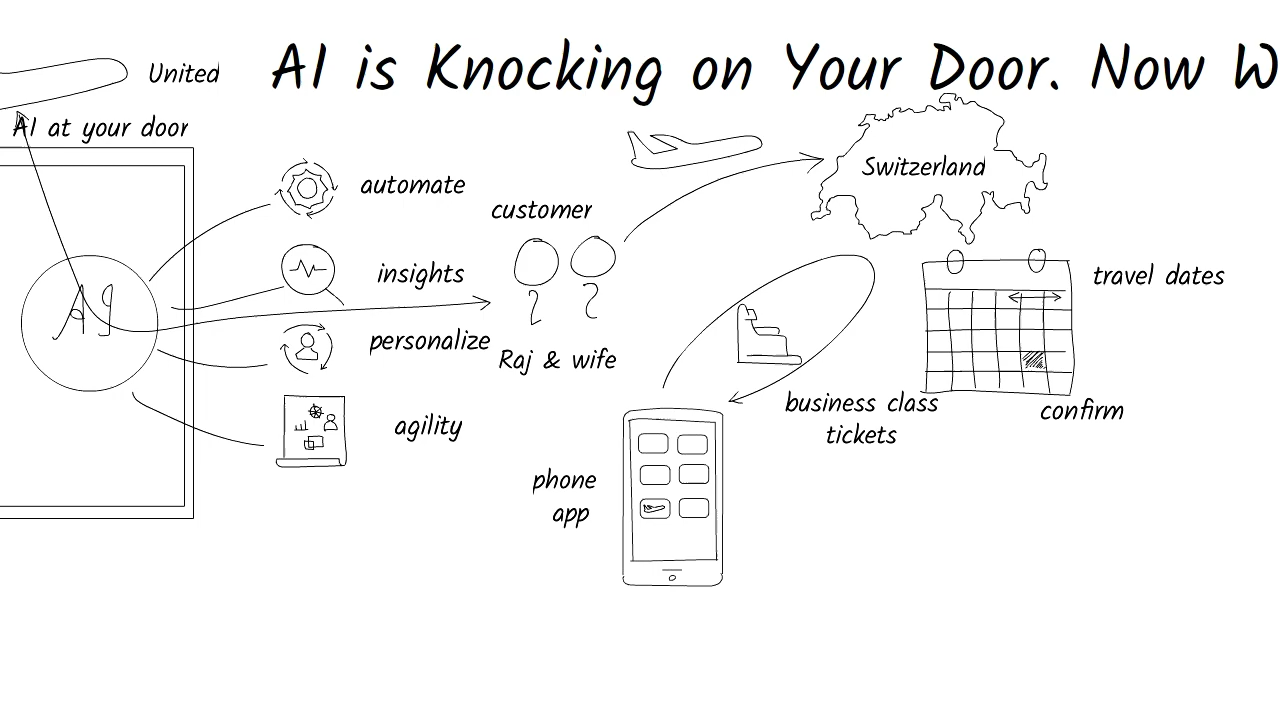 AI is Knocking on Your Door. Now W
United
AI at your door
automate
customer
Switzerland
insights
travel dates
AI
personalize
Raj & wife
business class
tickets
confirm
agility
phone
app